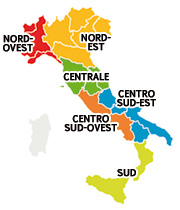 NORD-
OVEST
NORD-
EST
CENTRALE
CENTRO
SUD-EST
CENTRO
SUD-OVEST
SUD